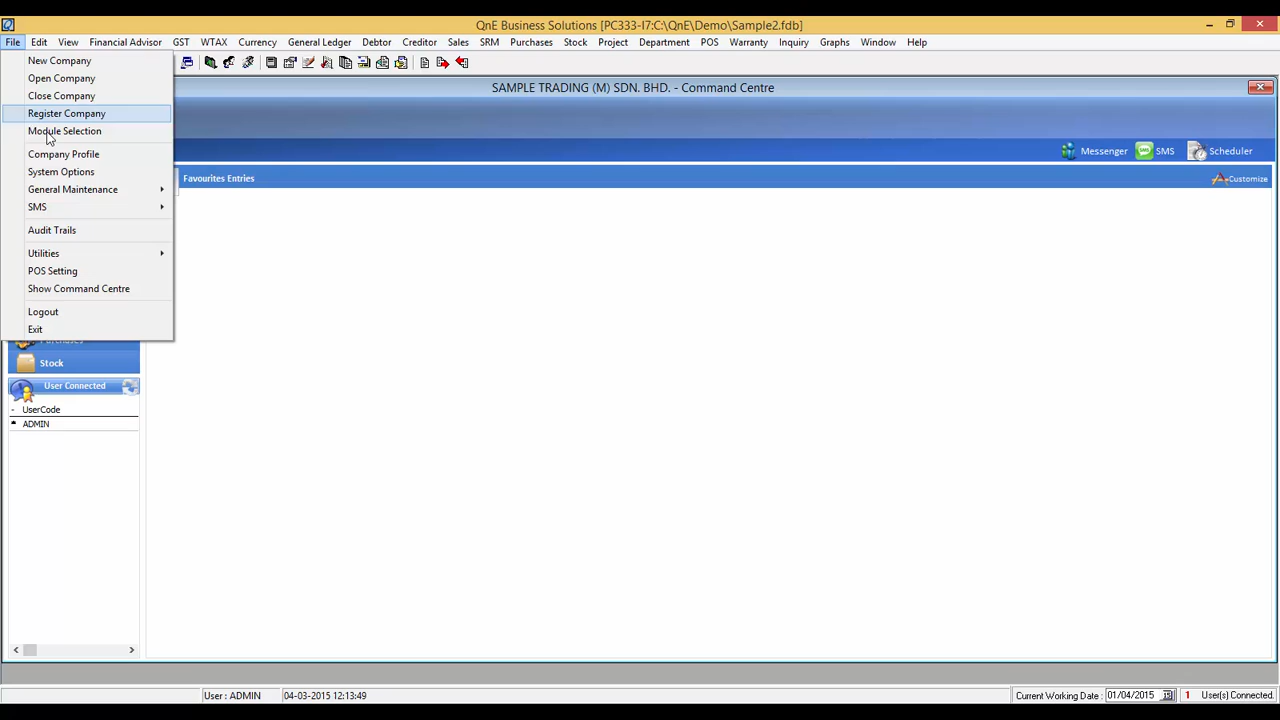 QnE Business Solutions [PC333-I7:C:\QnE\Demo\Sample2.fdb]
File Edit View Financial Advisor GST WTAX Currency General Ledger Debtor Creditor Sales SRM Purchases Stock Project Department POS Warranty Inquiry Graphs Window Help
SAMPLE TRADING (M) SDN. BHD. - Command Centre
New Company
Open Company
Close Company
Register Company
Module Selection
Company Profile
System Options
General Maintenance
SMS
Audit Trails
Utilities
POS Setting
Show Command Centre
Logout
Exit
Messenger SMS Scheduler
Favourites Entries Customize
Stock
User Connected
UserCode
ADMIN
User : ADMIN 04-03-2015 12:13:49 Current Working Date : 01/04/2015 1 User(s) Connected.